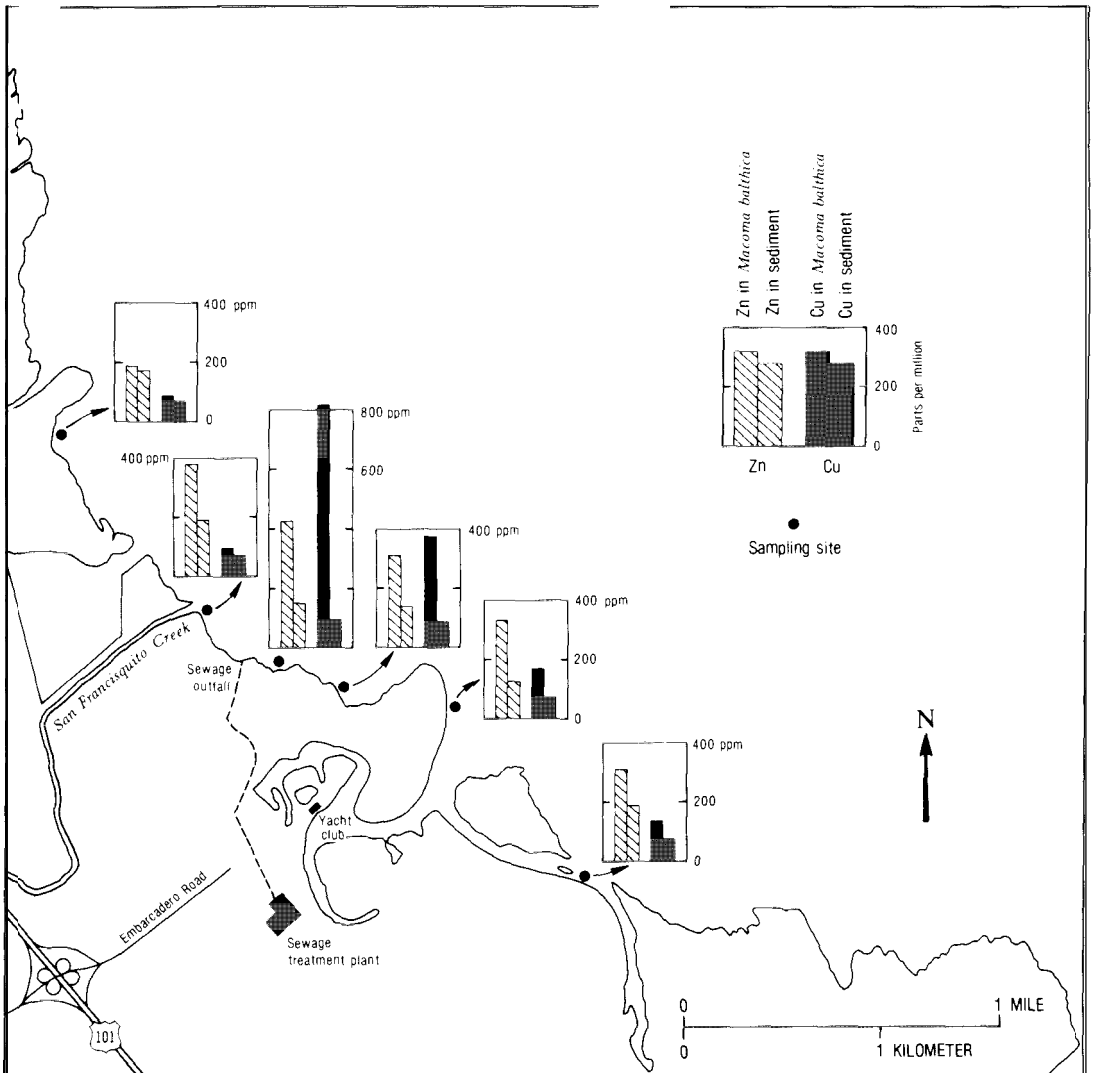 Zn in Macoma balthica
Zn in sediment
Cu in Macoma balthica
Cu in sediment
400
200
0
Parts per million
Zn
Cu
Sampling site
400 ppm
200
0
400 ppm
800 ppm
600
400 ppm
400 ppm
200
0
400 ppm
200
0
San Francisquito Creek
Sewage
outfall
Yacht
club
Embarcadero Road
Sewage
treatment plant
101
N
0
1 MILE
0
1 KILOMETER